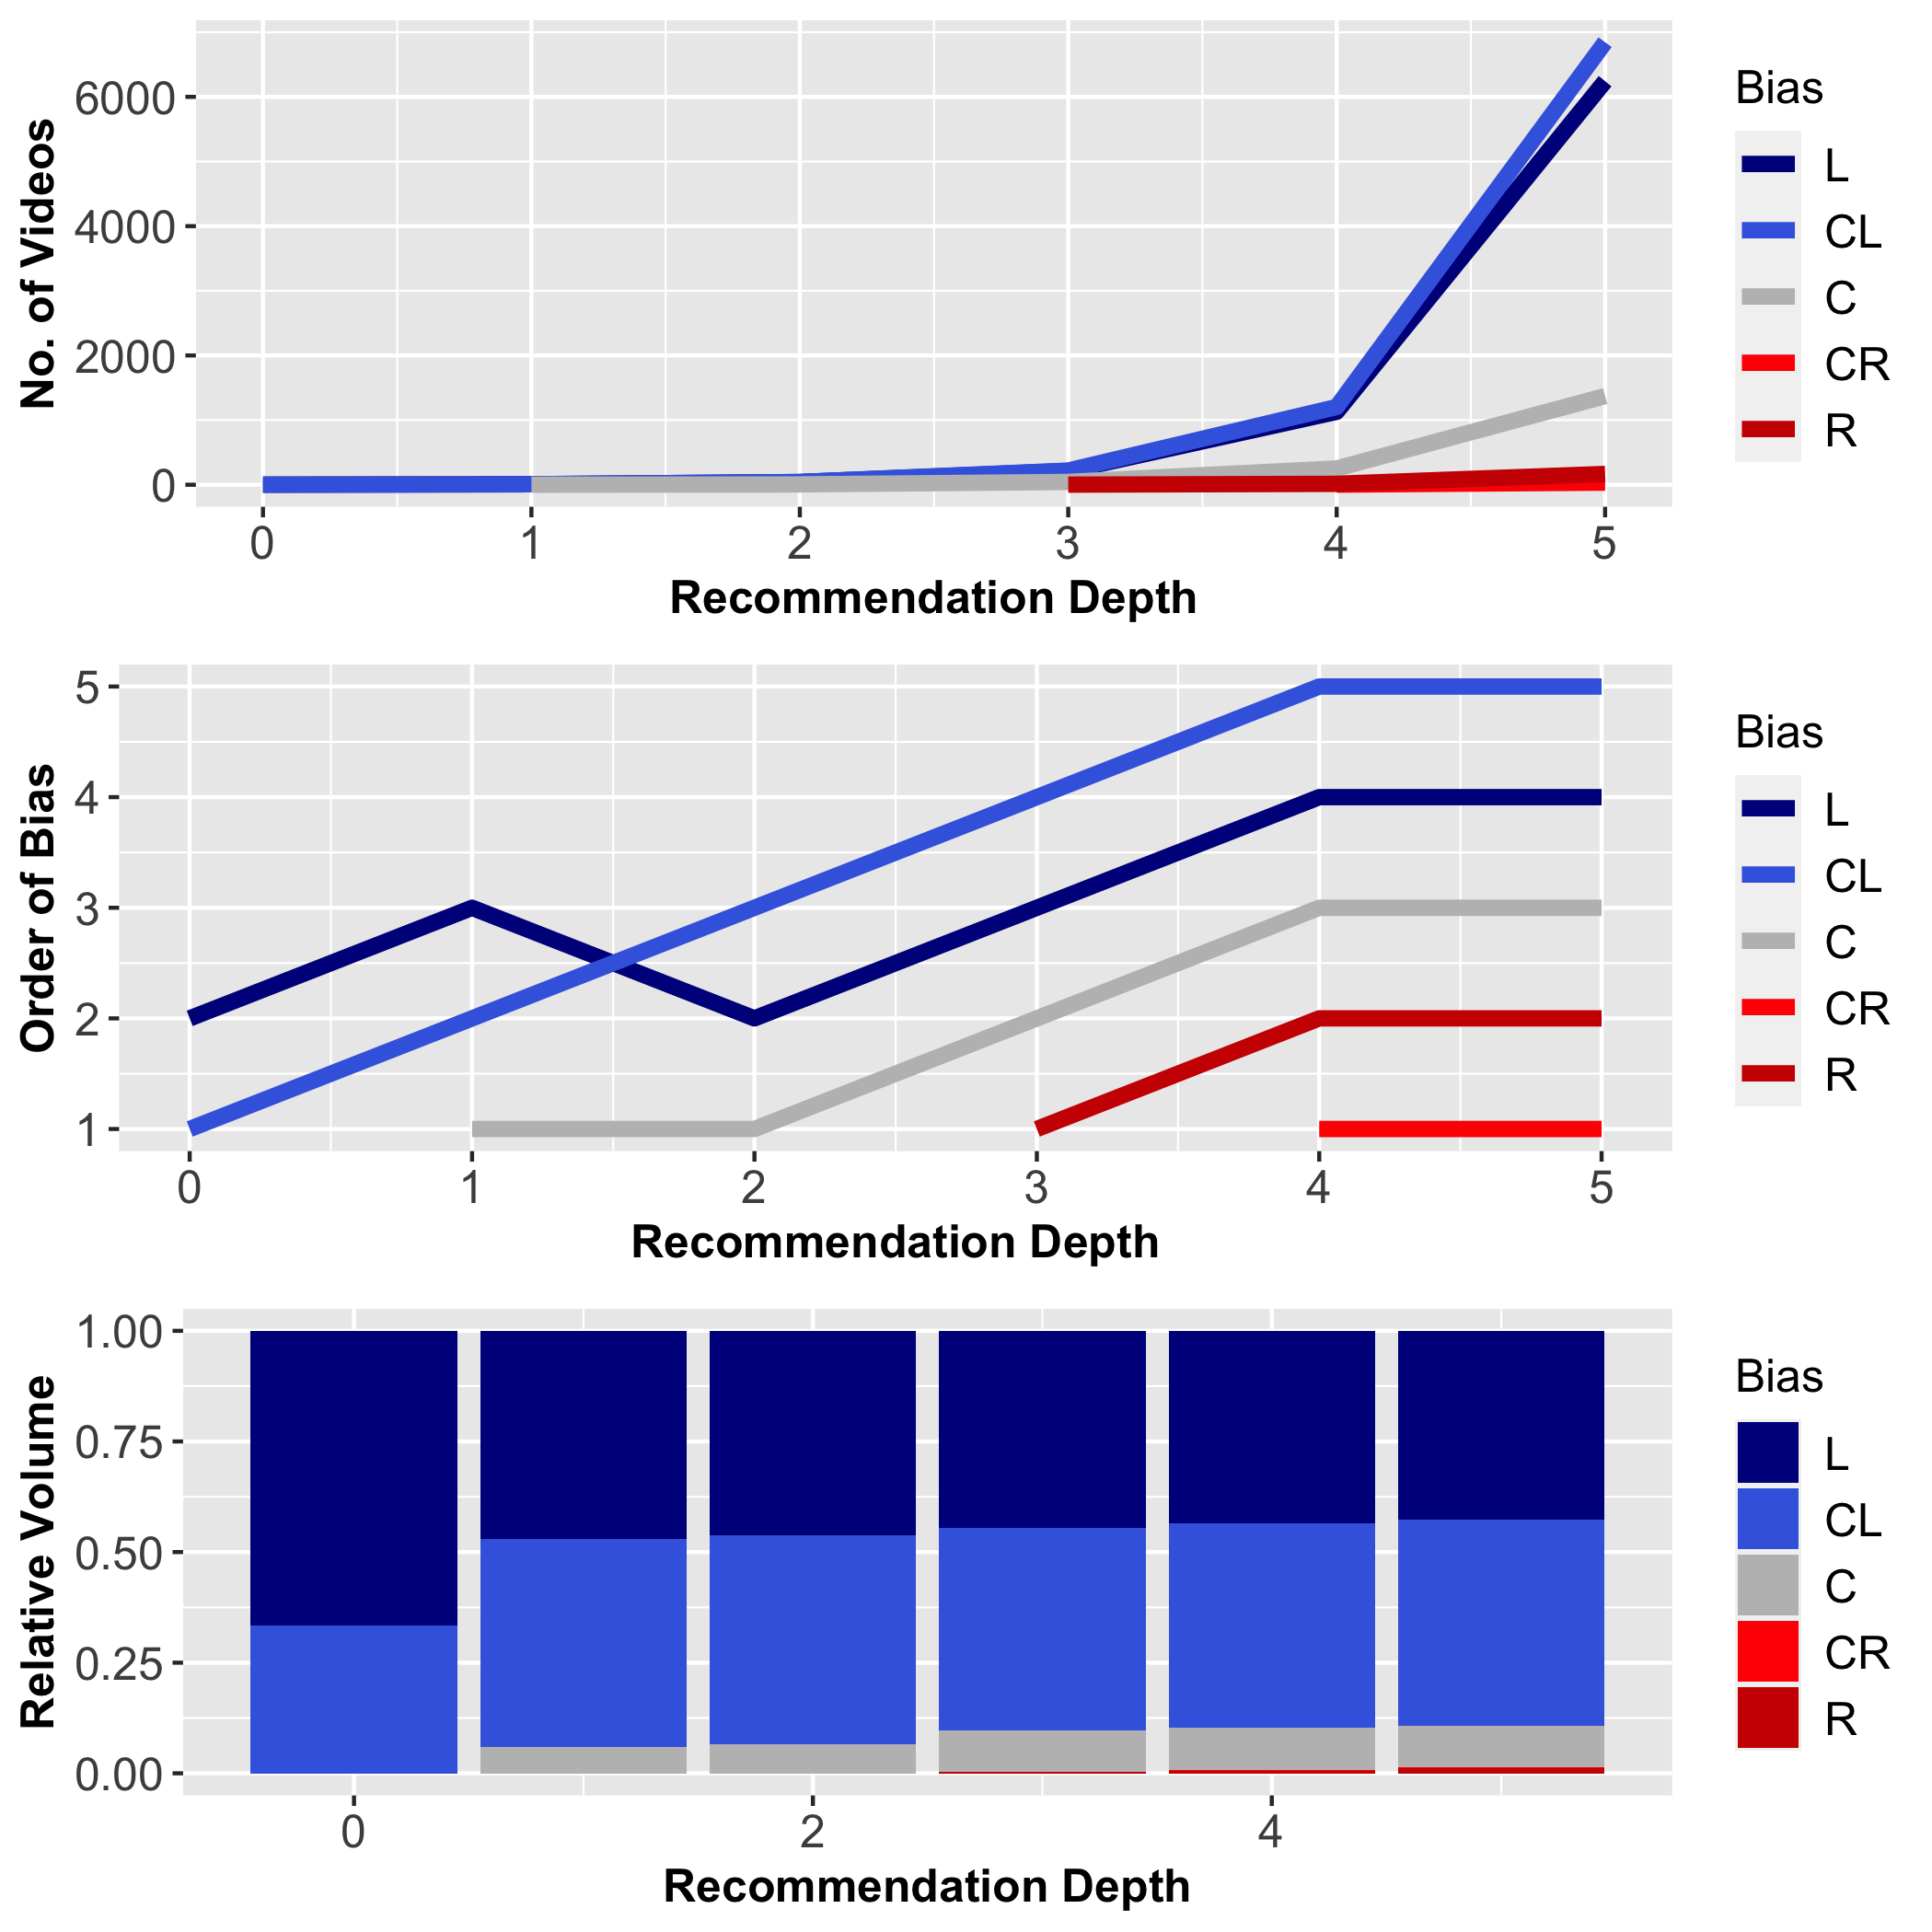 No. of Videos
6000
4000
2000
0
0 1 2 3 4 5
Recommendation Depth
Bias
L
CL
C
CR
R
Order of Bias
5
4
3
2
1
0 1 2 3 4 5
Recommendation Depth
Bias
L
CL
C
CR
R
Relative Volume
1.00
0.75
0.50
0.25
0.00
0 2 4
Recommendation Depth
Bias
L
CL
C
CR
R